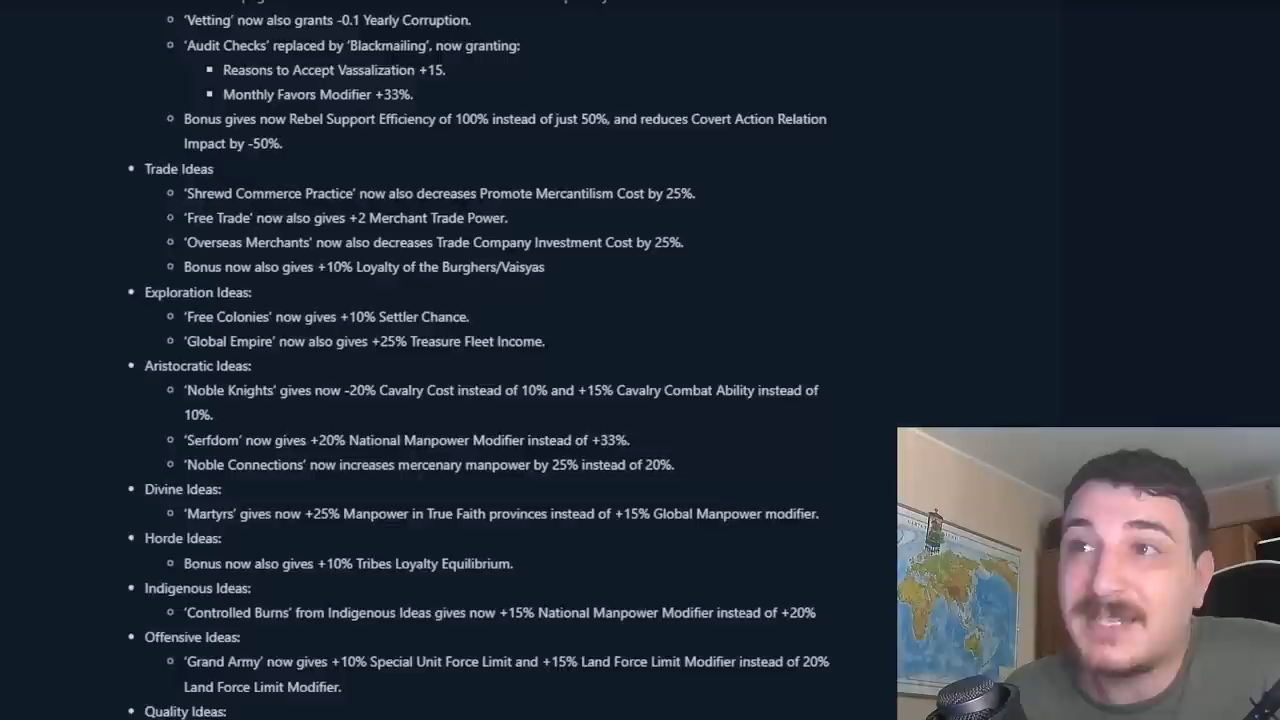 'Vetting' now also grants -0.1 Yearly Corruption.
'Audit Checks' replaced by 'Blackmailing', now granting:
Reasons to Accept Vassalization +15.
Monthly Favors Modifier +33%.
Bonus gives now Rebel Support Efficiency of 100% instead of just 50%, and reduces Covert Action Relation
Impact by -50%.
Trade Ideas
'Shrewd Commerce Practice' now also decreases Promote Mercantilism Cost by 25%.
'Free Trade' now also gives +2 Merchant Trade Power.
'Overseas Merchants' now also decreases Trade Company Investment Cost by 25%.
Bonus now also gives +10% Loyalty of the Burghers/Vaisyas
Exploration Ideas:
'Free Colonies' now gives +10% Settler Chance.
'Global Empire' now also gives +25% Treasure Fleet Income.
Aristocratic Ideas:
'Noble Knights' gives now -20% Cavalry Cost instead of 10% and +15% Cavalry Combat Ability instead of
10%.
'Serfdom' now gives +20% National Manpower Modifier instead of +33%.
'Noble Connections' now increases mercenary manpower by 25% instead of 20%.
Divine Ideas:
'Martyrs' gives now +25% Manpower in True Faith provinces instead of +15% Global Manpower modifier.
Horde Ideas:
Bonus now also gives +10% Tribes Loyalty Equilibrium.
Indigenous Ideas:
'Controlled Burns' from Indigenous Ideas gives now +15% National Manpower Modifier instead of +20%
Offensive Ideas:
'Grand Army' now gives +10% Special Unit Force Limit and +15% Land Force Limit Modifier instead of 20%
Land Force Limit Modifier.
Quality Ideas: